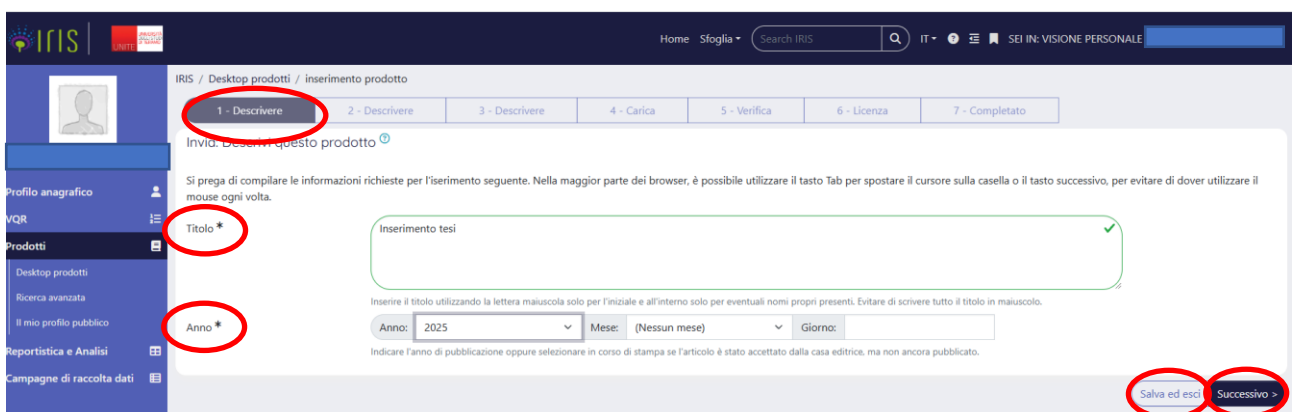 IRIS
UNITE
Home Sfoglia Search IRIS IT SEI IN: VISIONE PERSONALE
IRIS / Desktop prodotti / inserimento prodotto
1 - Descrivere 2 - Descrivere 3 - Descrivere 4 - Carica 5 - Verifica 6 - Licenza 7 - Completato
Invia: Descrivi questo prodotto
Si prega di compilare le informazioni richieste per l'iserimento seguente. Nella maggior parte dei browser, è possibile utilizzare il tasto Tab per spostare il cursore sulla casella o il tasto successivo, per evitare di dover utilizzare il
mouse ogni volta.
Profilo anagrafico
VQR
Prodotti
Desktop prodotti
Ricerca avanzata
Il mio profilo pubblico
Reportistica e Analisi
Campagne di raccolta dati
Titolo *
Inserimento tesi
Inserire il titolo utilizzando la lettera maiuscola solo per l'iniziale e all'interno solo per eventuali nomi propri presenti. Evitare di scrivere tutto il titolo in maiuscolo.
Anno *
Anno: 2025 Mese: (Nessun mese) Giorno:
Indicare l'anno di pubblicazione oppure selezionare in corso di stampa se l'articolo è stato accettato dalla casa editrice, ma non ancora pubblicato.
Salva ed esci Successivo >